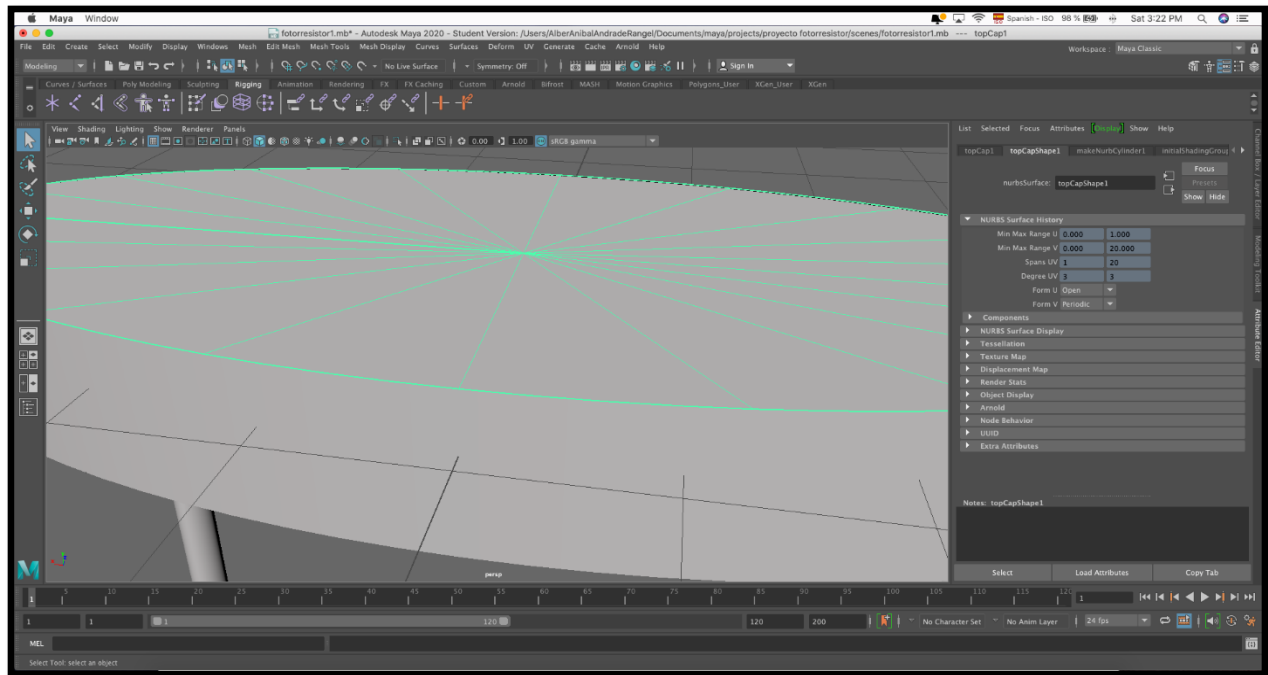 Maya Window
Spanish - ISO 98 % Sat 3:22 PM
fotorresistor1.mb* - Autodesk Maya 2020 - Student Version: /Users/AlberAnibalAndradeRangel/Documents/maya/projects/proyecto fotorresistor/scenes/fotorresistor1.mb --- topCap1
File Edit Create Select Modify Display Windows Mesh Edit Mesh Mesh Tools Mesh Display Curves Surfaces Deform UV Generate Cache Arnold Help
Workspace : Maya Classic
Modeling No Live Surface Symmetry: Off Sign In
Curves / Surfaces Poly Modeling Sculpting Rigging Animation Rendering FX FX Caching Custom Arnold Bifrost MASH Motion Graphics Polygons_User XGen_User XGen
View Shading Lighting Show Renderer Panels
0.00 1.00 sRGB gamma
persp
List Selected Focus Attributes Display Show Help
topCap1 topCapShape1 makeNurbCylinder1 initialShadingGroup
nurbsSurface: topCapShape1
Focus
Presets
Show Hide
NURBS Surface History
Min Max Range U 0.000 1.000
Min Max Range V 0.000 20.000
Spans UV 1 20
Degree UV 3 3
Form U Open
Form V Periodic
Components
NURBS Surface Display
Tessellation
Texture Map
Displacement Map
Render Stats
Object Display
Arnold
Node Behavior
UUID
Extra Attributes
Notes: topCapShape1
Select Load Attributes Copy Tab
Channel Box / Layer Editor
Modeling Toolkit
Attribute Editor
1 5 10 15 20 25 30 35 40 45 50 55 60 65 70 75 80 85 90 95 100 105 110 115 120 1
1 1 1 120 120 200 No Character Set No Anim Layer 24 fps
MEL
Select Tool: select an object